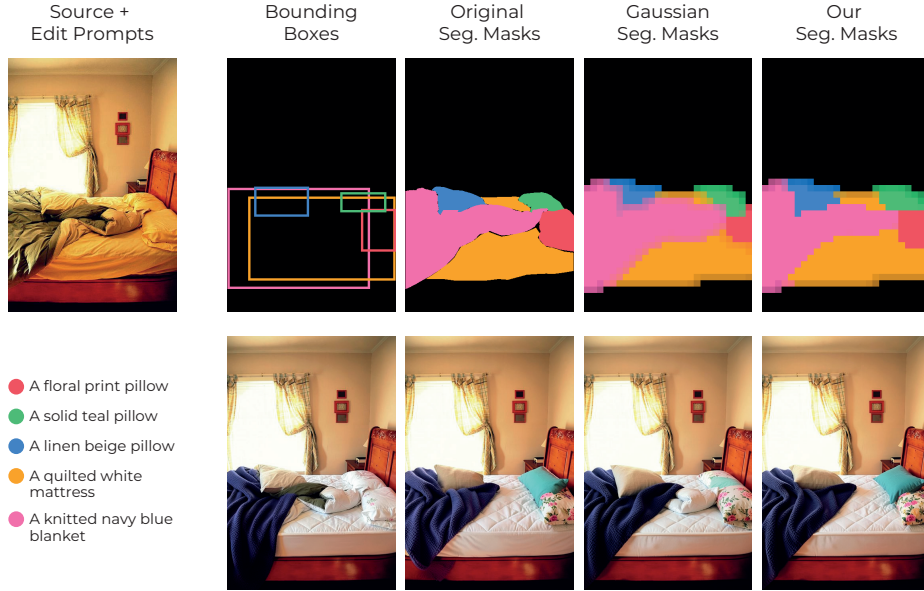 Source +
Edit Prompts
Bounding
Boxes
Original
Seg. Masks
Gaussian
Seg. Masks
Our
Seg. Masks
A floral print pillow
A solid teal pillow
A linen beige pillow
A quilted white
mattress
A knitted navy blue
blanket